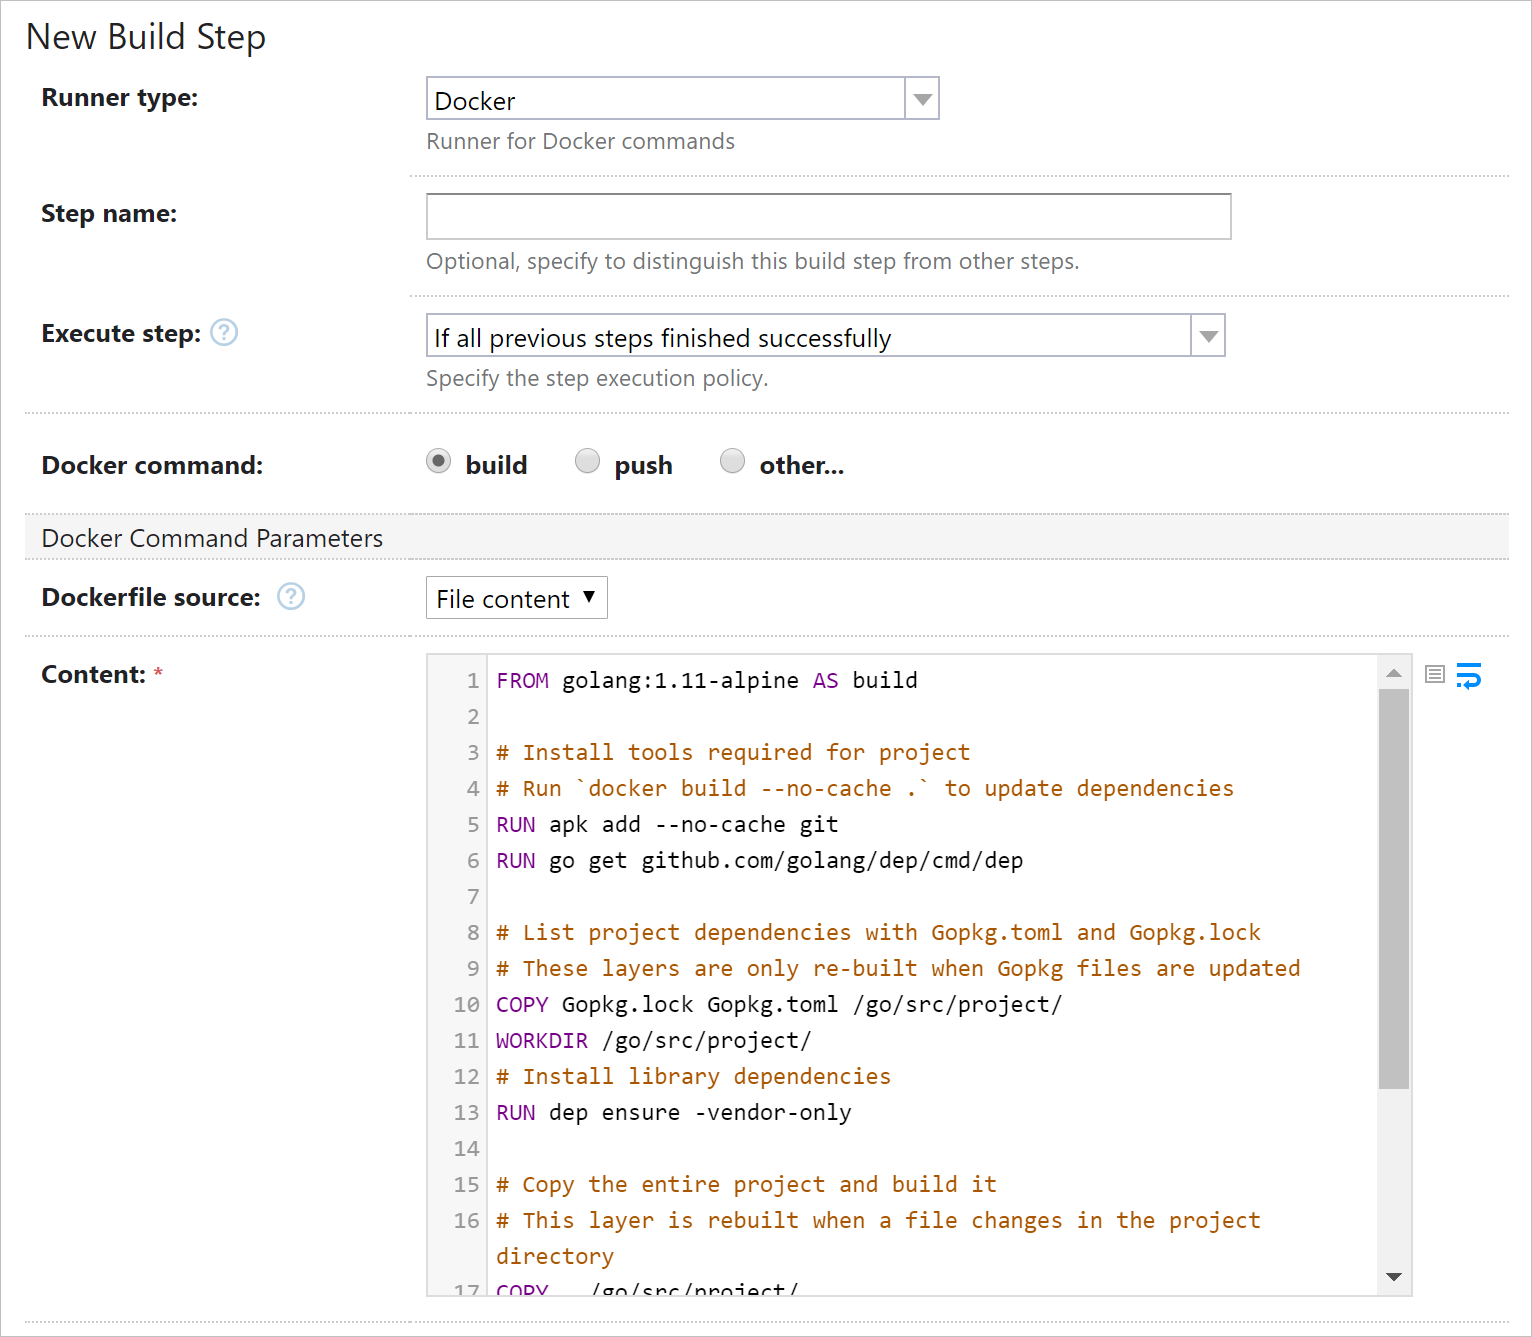 New Build Step
Runner type:
Docker
Runner for Docker commands
Step name:
Optional, specify to distinguish this build step from other steps.
Execute step: ?
If all previous steps finished successfully
Specify the step execution policy.
Docker command:
build push other...
Docker Command Parameters
Dockerfile source: ?
File content
Content: *
1 FROM golang:1.11-alpine AS build
2
3 # Install tools required for project
4 # Run `docker build --no-cache .` to update dependencies
5 RUN apk add --no-cache git
6 RUN go get github.com/golang/dep/cmd/dep
7
8 # List project dependencies with Gopkg.toml and Gopkg.lock
9 # These layers are only re-built when Gopkg files are updated
10 COPY Gopkg.lock Gopkg.toml /go/src/project/
11 WORKDIR /go/src/project/
12 # Install library dependencies
13 RUN dep ensure -vendor-only
14
15 # Copy the entire project and build it
16 # This layer is rebuilt when a file changes in the project
directory
17 COPY /go/src/project/